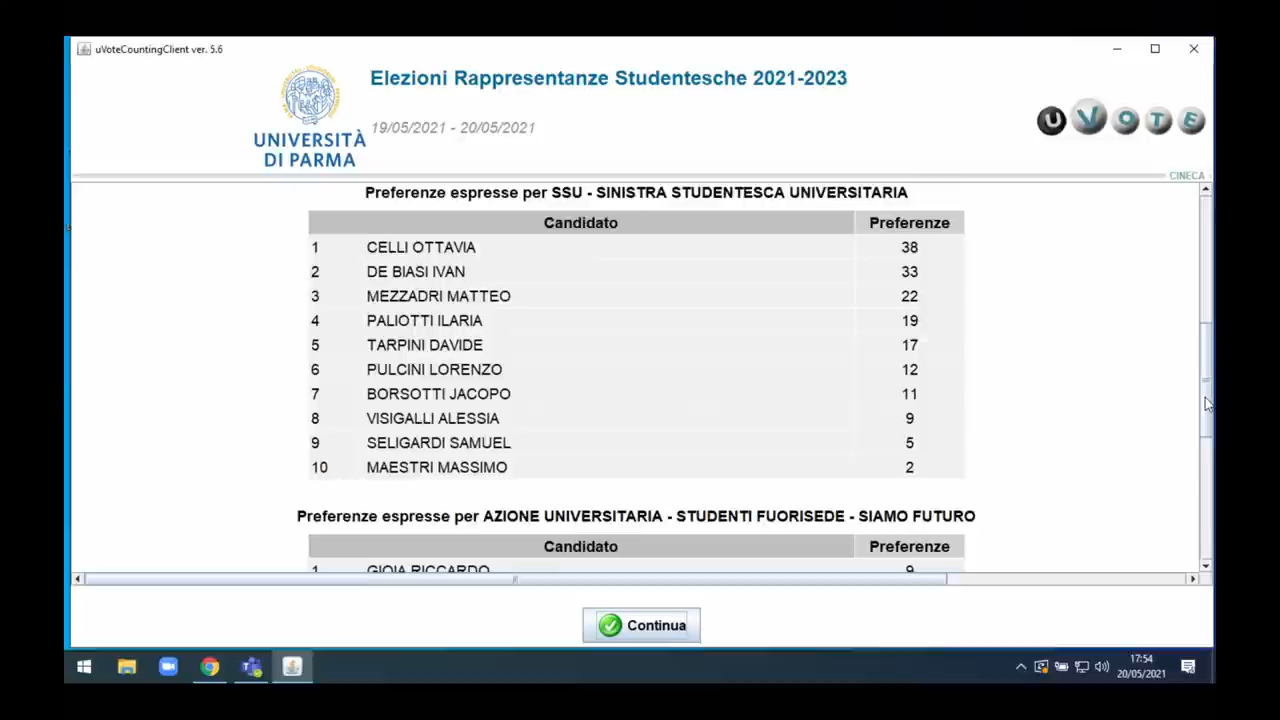 uVoteCountingClient ver. 5.6
Elezioni Rappresentanze Studentesche 2021-2023
19/05/2021 - 20/05/2021
UNIVERSITÀ
DI PARMA
U V O T E
CINECA
Preferenze espresse per SSU - SINISTRA STUDENTESCA UNIVERSITARIA
Candidato Preferenze
1 CELLI OTTAVIA 38
2 DE BIASI IVAN 33
3 MEZZADRI MATTEO 22
4 PALIOTTI ILARIA 19
5 TARPINI DAVIDE 17
6 PULCINI LORENZO 12
7 BORSOTTI JACOPO 11
8 VISIGALLI ALESSIA 9
9 SELIGARDI SAMUEL 5
10 MAESTRI MASSIMO 2
Preferenze espresse per AZIONE UNIVERSITARIA - STUDENTI FUORISEDE - SIAMO FUTURO
Candidato Preferenze
1 GIOIA RICCARDO 9
Continua
17:54
20/05/2021